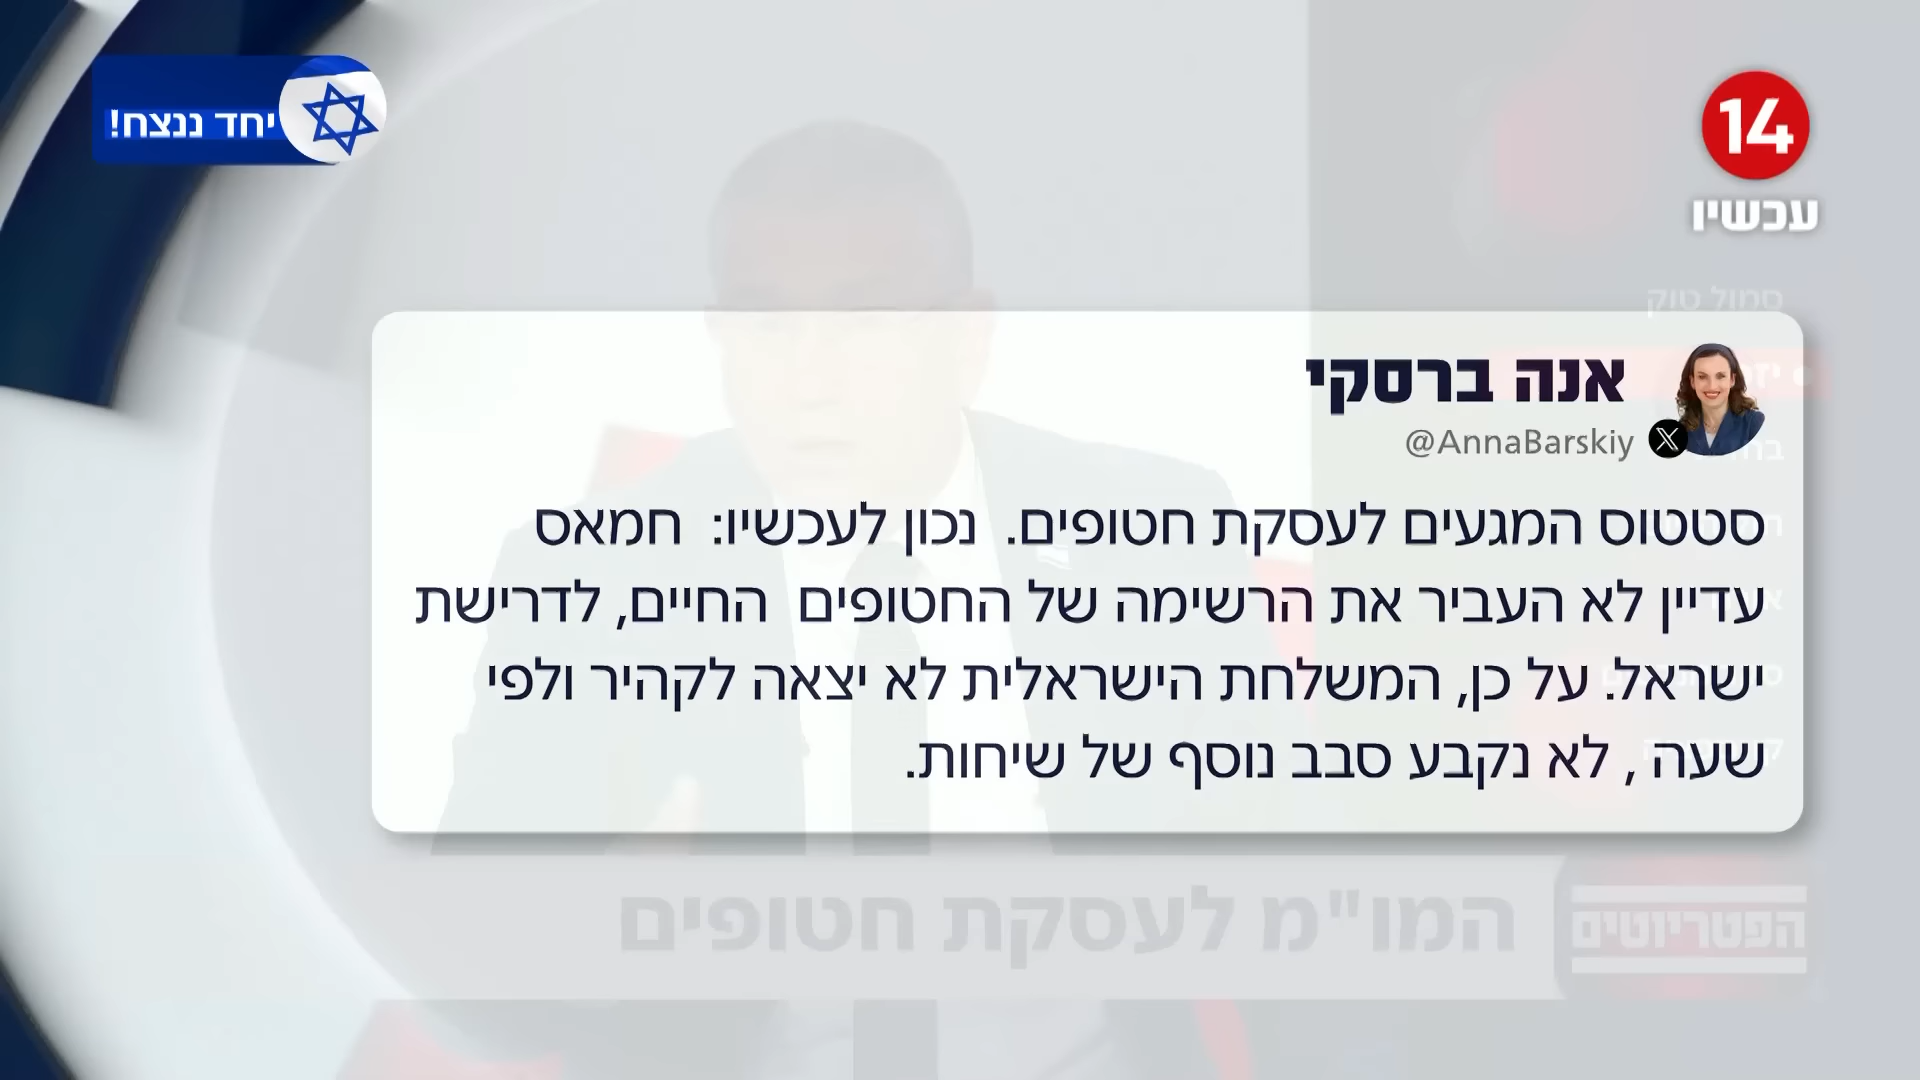 יחד ננצח!
14
עכשיו
סמול טוק
אנה ברסקי
@AnnaBarskiy
סטטוס המגעים לעסקת חטופים. נכון לעכשיו: חמאס
עדיין לא העביר את הרשימה של החטופים החיים, לדרישת
ישראל. על כן, המשלחת הישראלית לא יצאה לקהיר ולפי
שעה , לא נקבע סבב נוסף של שיחות.
המו"מ לעסקת חטופים
הפטריוטים